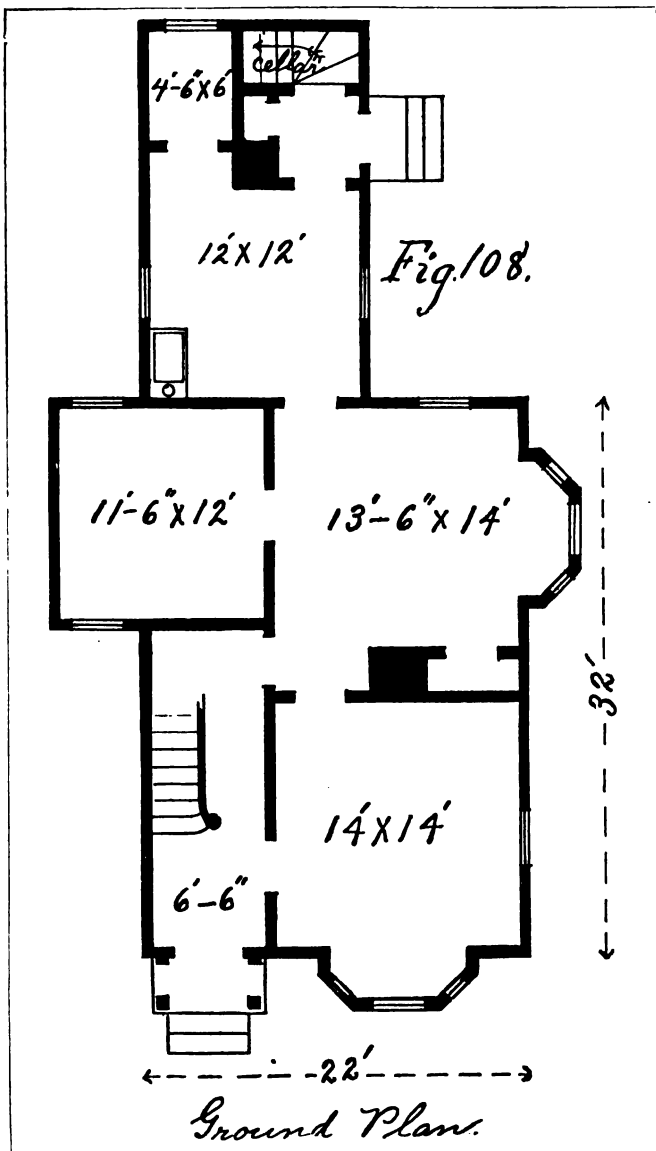 cellar
4'-6"X6'
12'X12'
Fig.108.
11'-6"X12'
13'-6"X14'
32'
14'X14'
6'-6"
22'
Ground Plan.